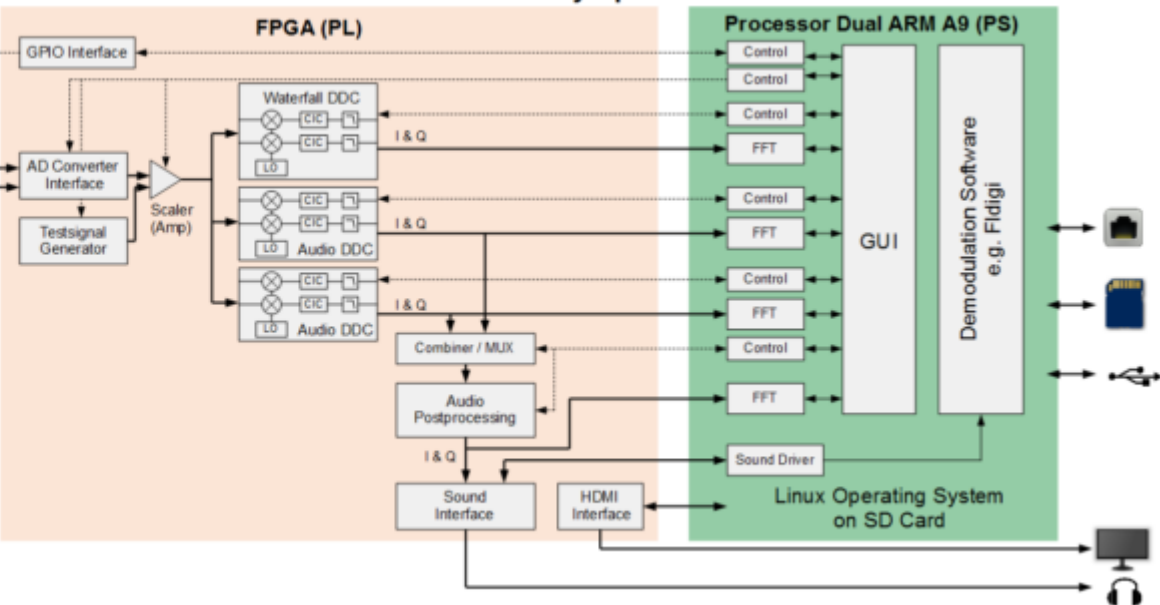 FPGA (PL)
GPIO Interface
Waterfall DDC
CIC
CIC
LO
I & Q
AD Converter
Interface
Scaler
(Amp)
Testsignal
Generator
CIC
CIC
LO
Audio DDC
I & Q
CIC
CIC
LO
Audio DDC
I & Q
Combiner / MUX
Audio
Postprocessing
I & Q
Sound
Interface
HDMI
Interface
Processor Dual ARM A9 (PS)
Control
Control
Control
FFT
Control
FFT
Control
FFT
Control
FFT
Sound Driver
GUI
Demodulation Software
e.g. Fldigi
Linux Operating System
on SD Card